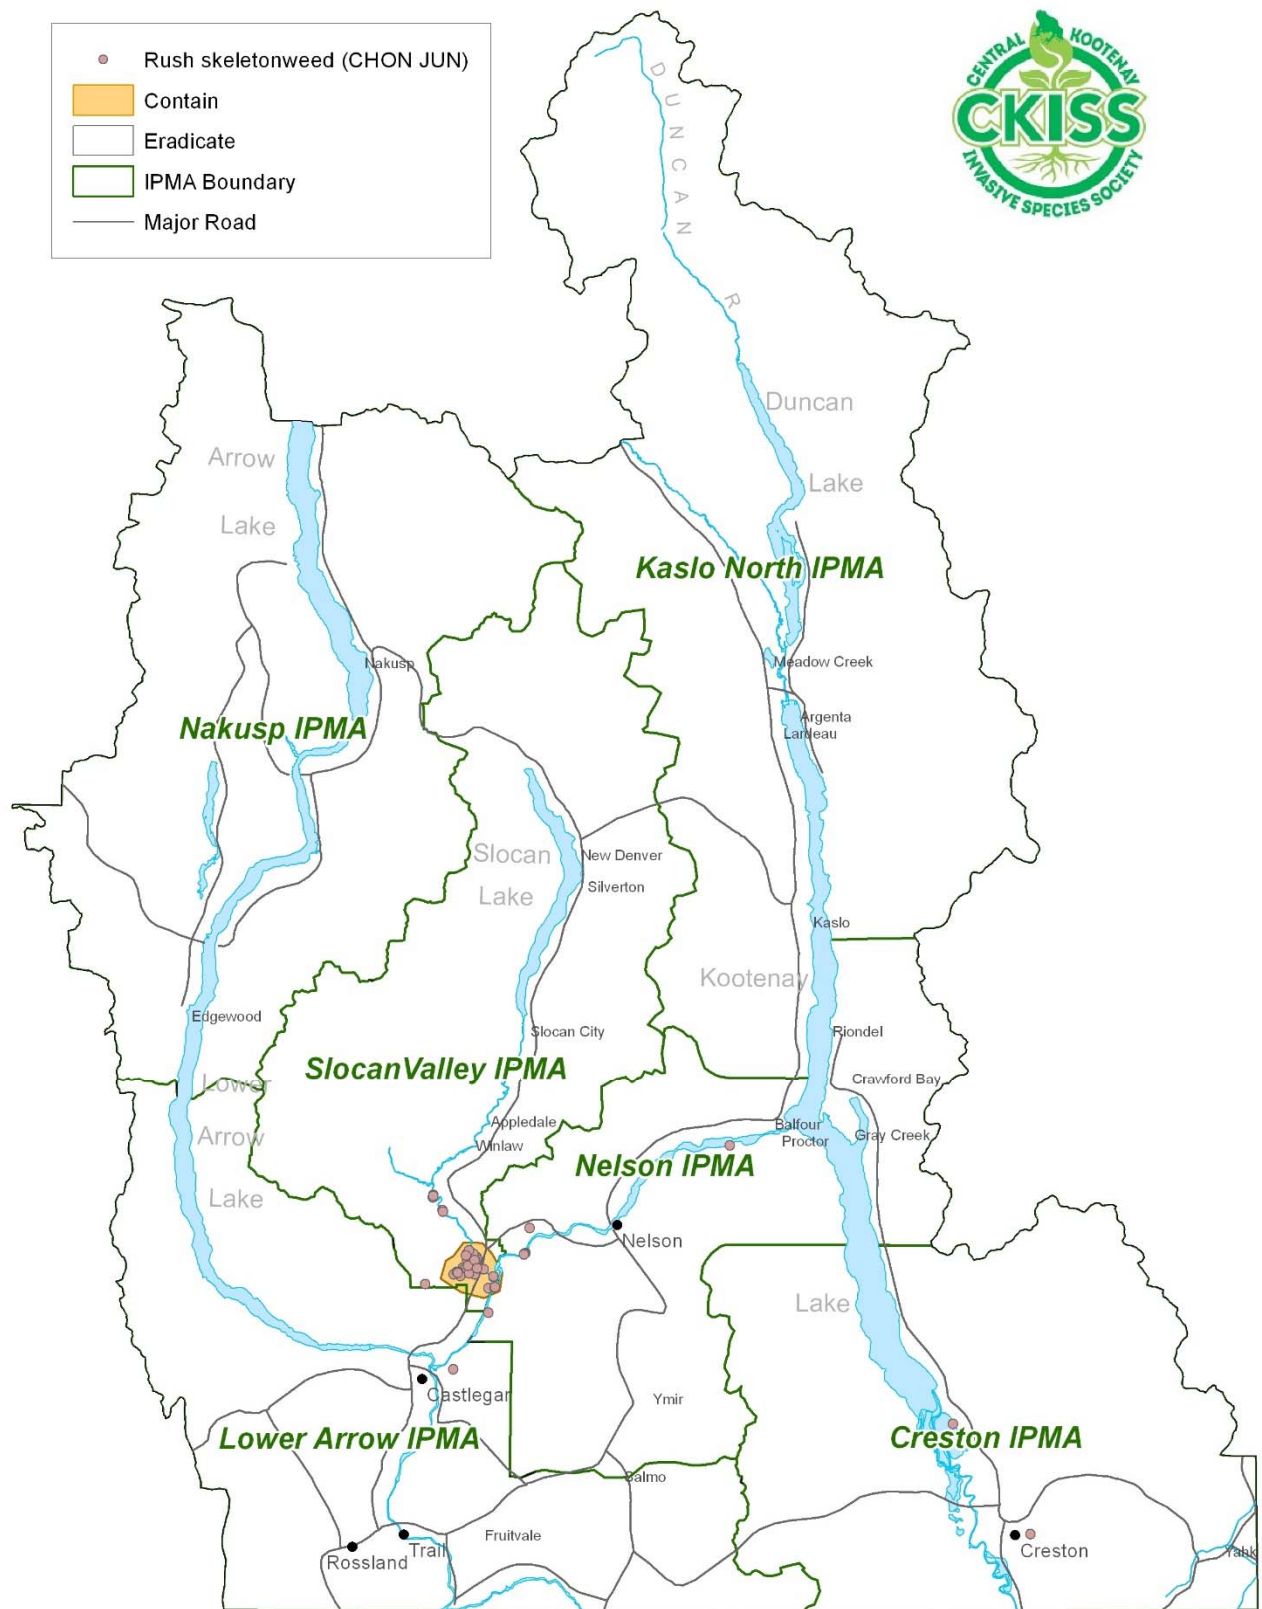 Rush skeletonweed (CHON JUN)
Contain
Eradicate
IPMA Boundary
Major Road
CENTRAL KOOTENAY
CKISS
INVASIVE SPECIES SOCIETY
DUNCAN R
Duncan
Lake
Arrow
Lake
Kaslo North IPMA
Nakusp
Meadow Creek
Argenta
Lardeau
Nakusp IPMA
Slocan
Lake
New Denver
Silverton
Kaslo
Kootenay
Edgewood
Slocan City
Riondel
SlocanValley IPMA
Crawford Bay
Lower
Arrow
Lake
Appledale
Winlaw
Balfour
Proctor
Gray Creek
Nelson IPMA
Nelson
Lake
Castlegar
Ymir
Lower Arrow IPMA
Creston IPMA
Salmo
Fruitvale
Rossland
Trail
Creston
Yahk